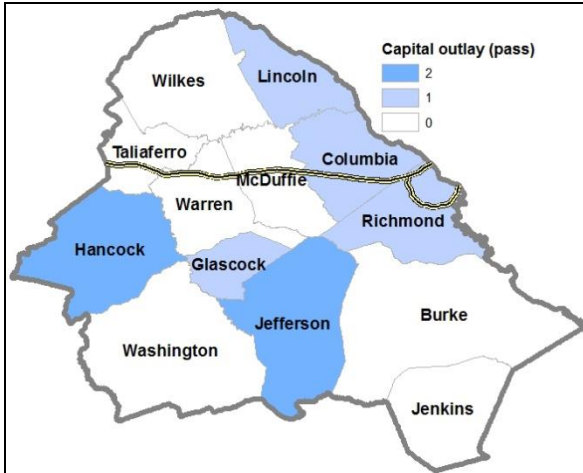 Capital outlay (pass)
2
1
0
Wilkes
Lincoln
Taliaferro
Columbia
McDuffie
Warren
Richmond
Hancock
Glascock
Jefferson
Burke
Washington
Jenkins